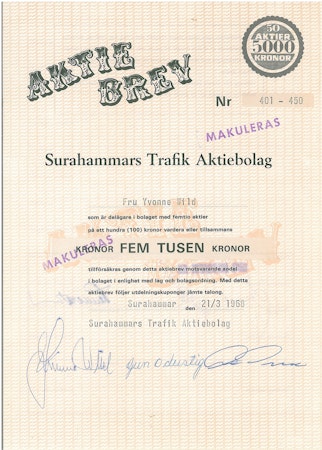 AKTIE
BREV
50
AKTIER
5000
KRONOR
Nr 401 - 450
MAKULERAS
Surahammars Trafik Aktiebolag
Fru Yvonne Wild
som är delägare i bolaget med femtio aktier
på ett hundra (100) kronor vardera eller tillsammans
KRONOR FEM TUSEN KRONOR
MAKULERAS
tillförsäkras genom detta aktiebrev motsvarande andel
i bolaget i enlighet med lag och bolagsordning. Med detta
aktiebrev följer utdelningskuponger jämte talong.
Surahammar den 21/3 1968
Surahammars Trafik Aktiebolag